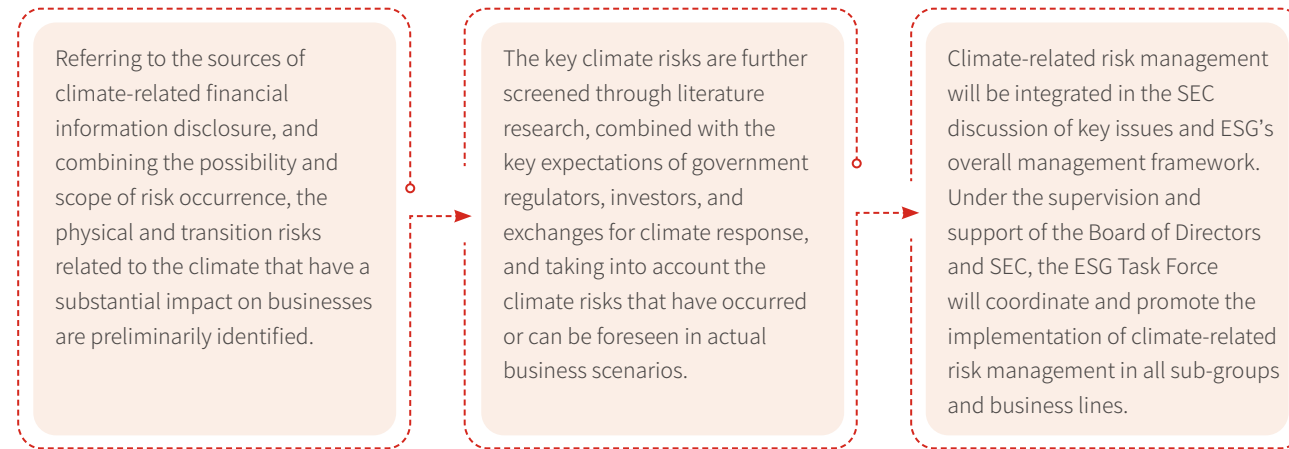 Referring to the sources of
climate-related financial
information disclosure, and
combining the possibility and
scope of risk occurrence, the
physical and transition risks
related to the climate that have a
substantial impact on businesses
are preliminarily identified.
The key climate risks are further
screened through literature
research, combined with the
key expectations of government
regulators, investors, and
exchanges for climate response,
and taking into account the
climate risks that have occurred
or can be foreseen in actual
business scenarios.
Climate-related risk management
will be integrated in the SEC
discussion of key issues and ESG’s
overall management framework.
Under the supervision and
support of the Board of Directors
and SEC, the ESG Task Force
will coordinate and promote the
implementation of climate-related
risk management in all sub-groups
and business lines.